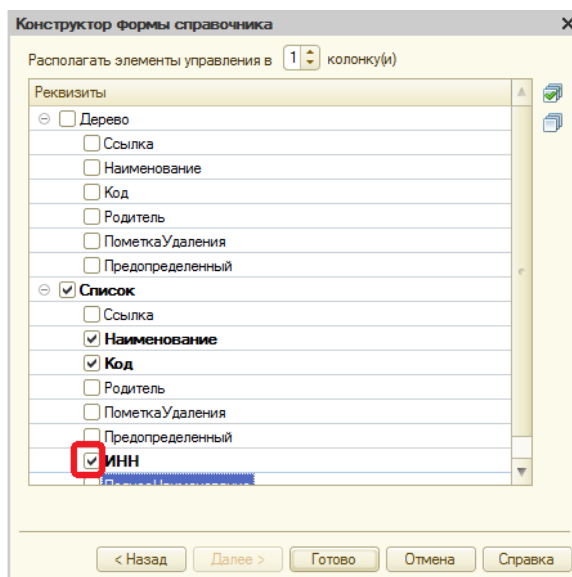 Конструктор формы справочника
Располагать элементы управления в 1 колонку(и)
Реквизиты
Дерево
Ссылка
Наименование
Код
Родитель
ПометкаУдаления
Предопределенный
Список
Ссылка
Наименование
Код
Родитель
ПометкаУдаления
Предопределенный
ИНН
< Назад Далее > Готово Отмена Справка